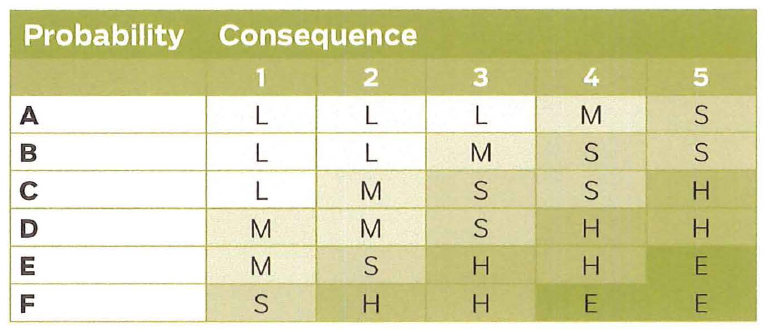 Probability Consequence
1 2 3 4 5
A L L L M S
B L L M S S
C L M S S H
D M M S H H
E M S H H E
F S H H E E